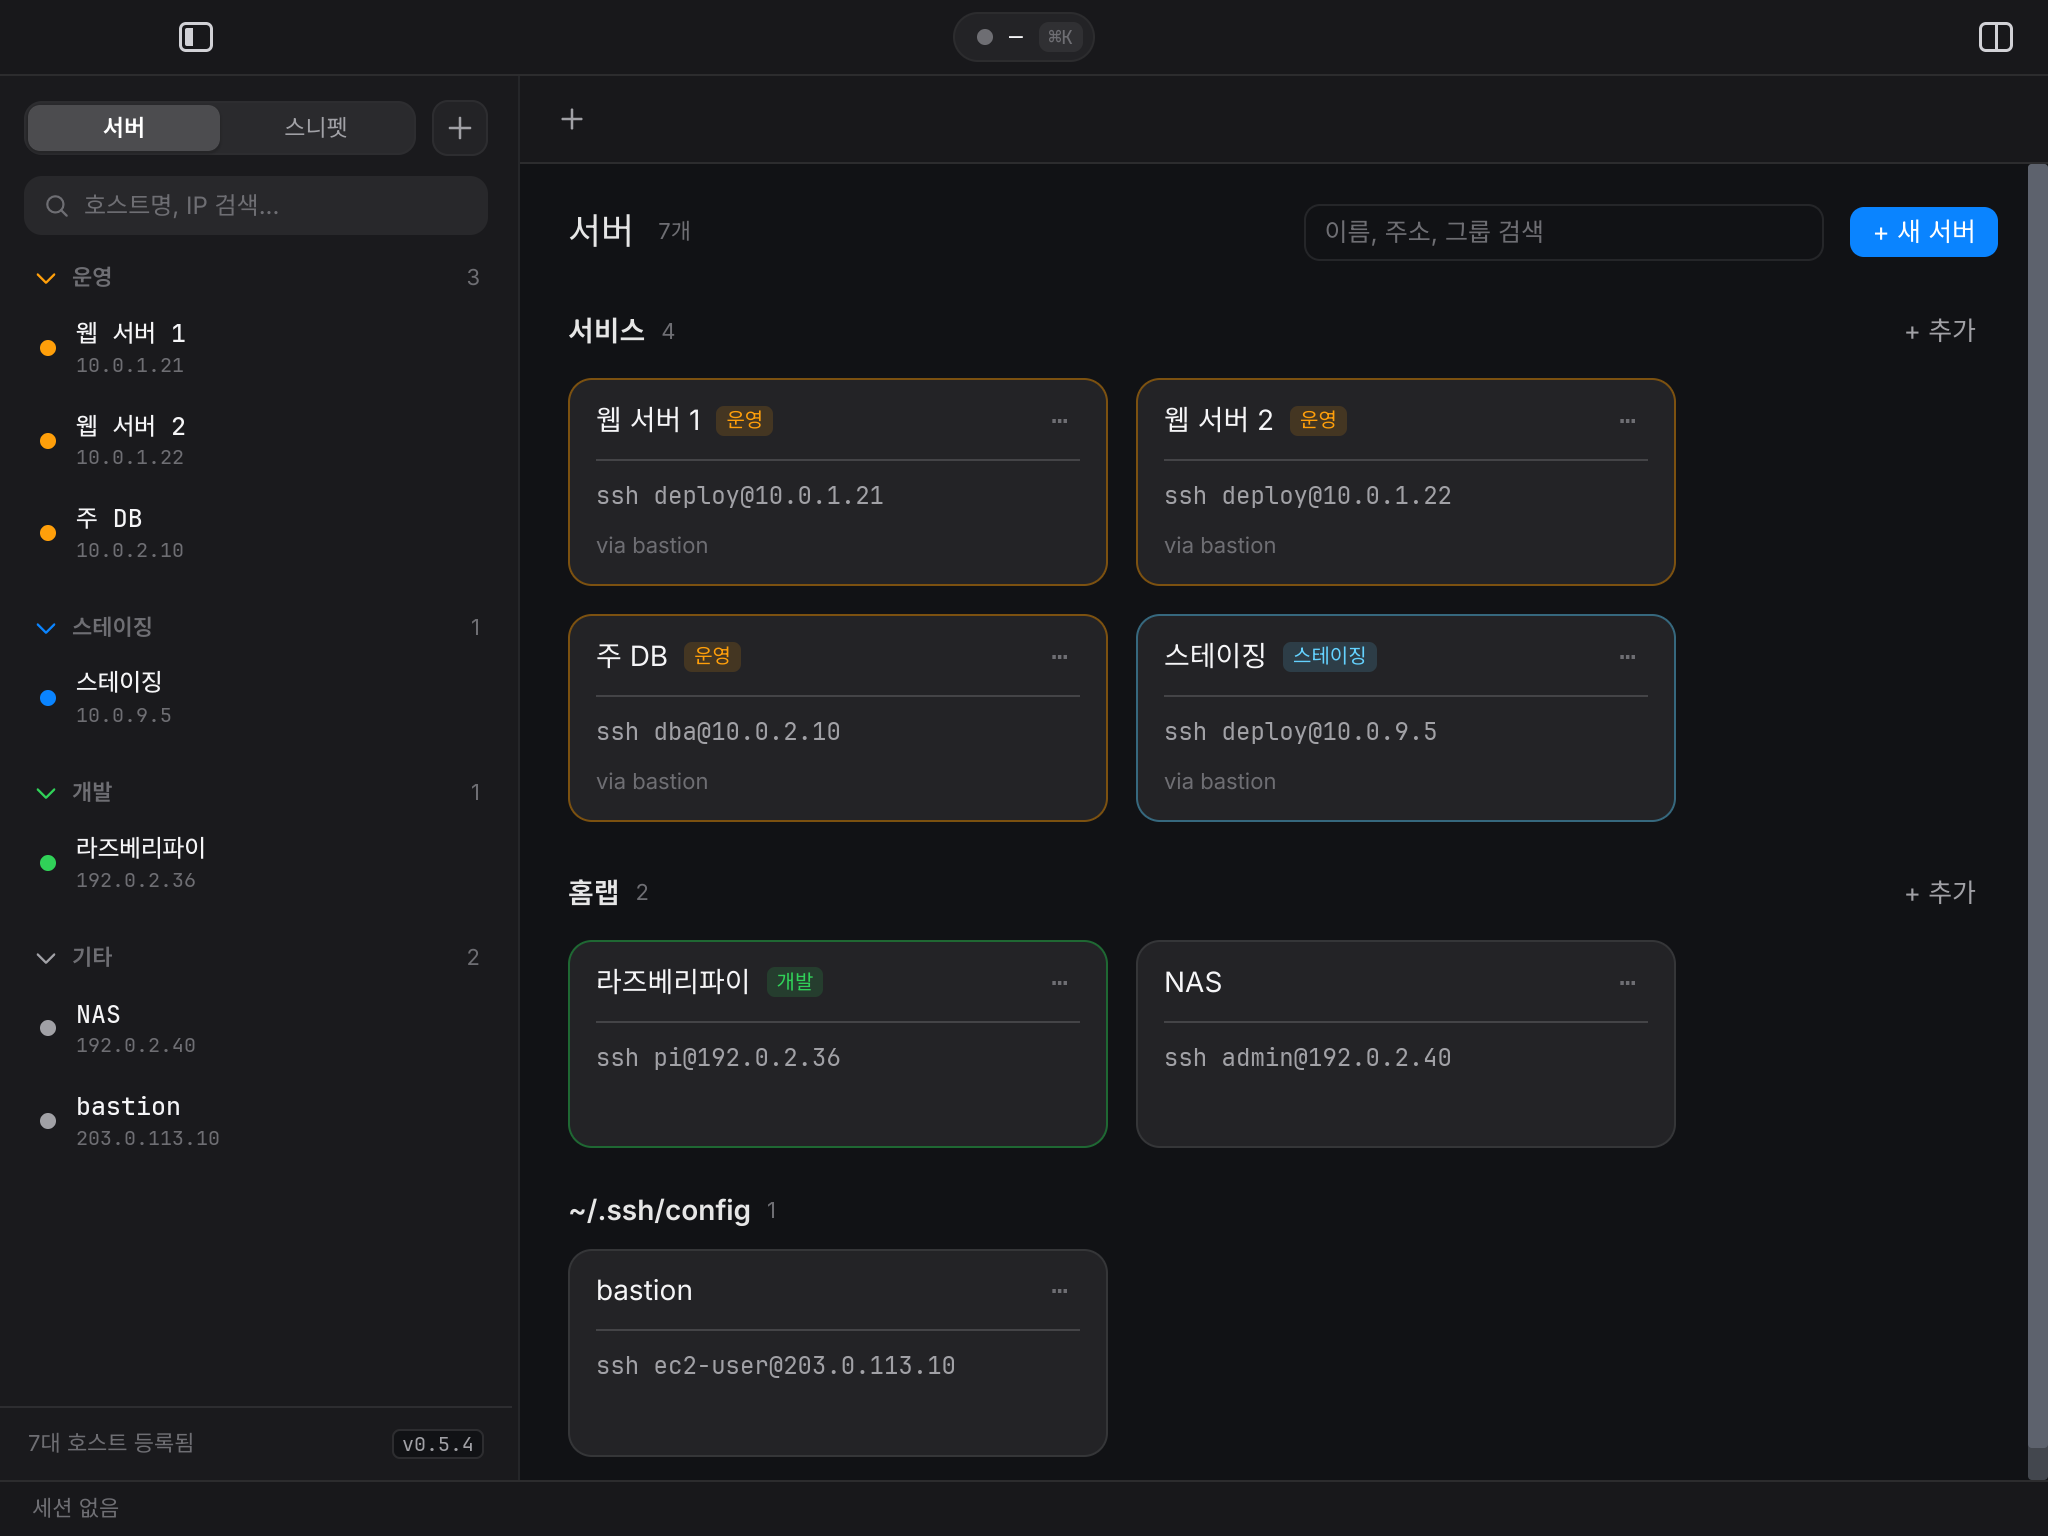 – ⌘K
서버 스니펫
호스트명, IP 검색...
운영 3
웹 서버 1
10.0.1.21
웹 서버 2
10.0.1.22
주 DB
10.0.2.10
스테이징 1
스테이징
10.0.9.5
개발 1
라즈베리파이
192.0.2.36
기타 2
NAS
192.0.2.40
bastion
203.0.113.10
7대 호스트 등록됨 v0.5.4
세션 없음
서버 7개 이름, 주소, 그룹 검색 + 새 서버
서비스 4 + 추가
웹 서버 1 운영 ···
ssh deploy@10.0.1.21
via bastion
웹 서버 2 운영 ···
ssh deploy@10.0.1.22
via bastion
주 DB 운영 ···
ssh dba@10.0.2.10
via bastion
스테이징 스테이징 ···
ssh deploy@10.0.9.5
via bastion
홈랩 2 + 추가
라즈베리파이 개발 ···
ssh pi@192.0.2.36
NAS ···
ssh admin@192.0.2.40
~/.ssh/config 1
bastion ···
ssh ec2-user@203.0.113.10